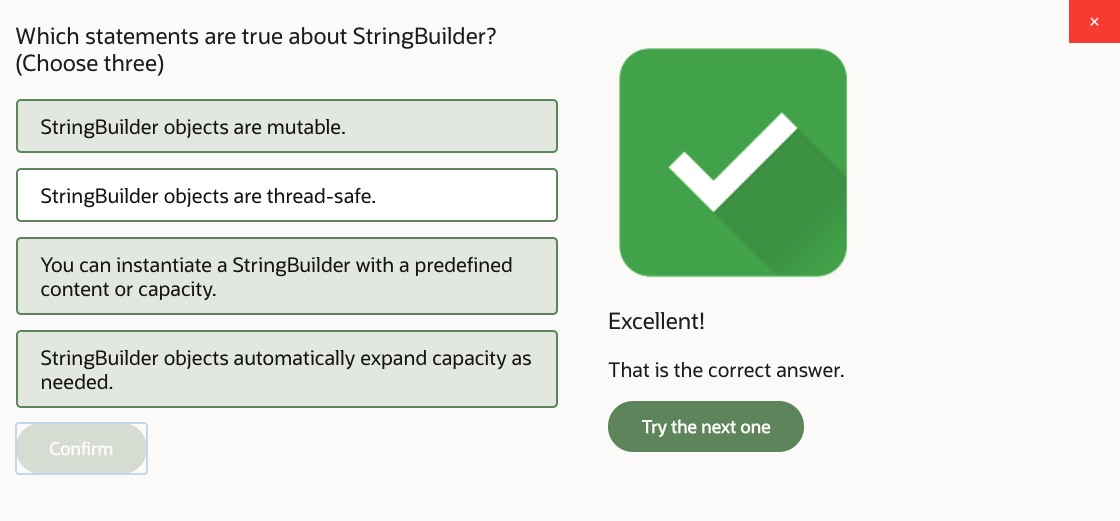 Which statements are true about StringBuilder?
(Choose three)
StringBuilder objects are mutable.
StringBuilder objects are thread-safe.
You can instantiate a StringBuilder with a predefined
content or capacity.
StringBuilder objects automatically expand capacity as
needed.
Confirm
×
Excellent!
That is the correct answer.
Try the next one